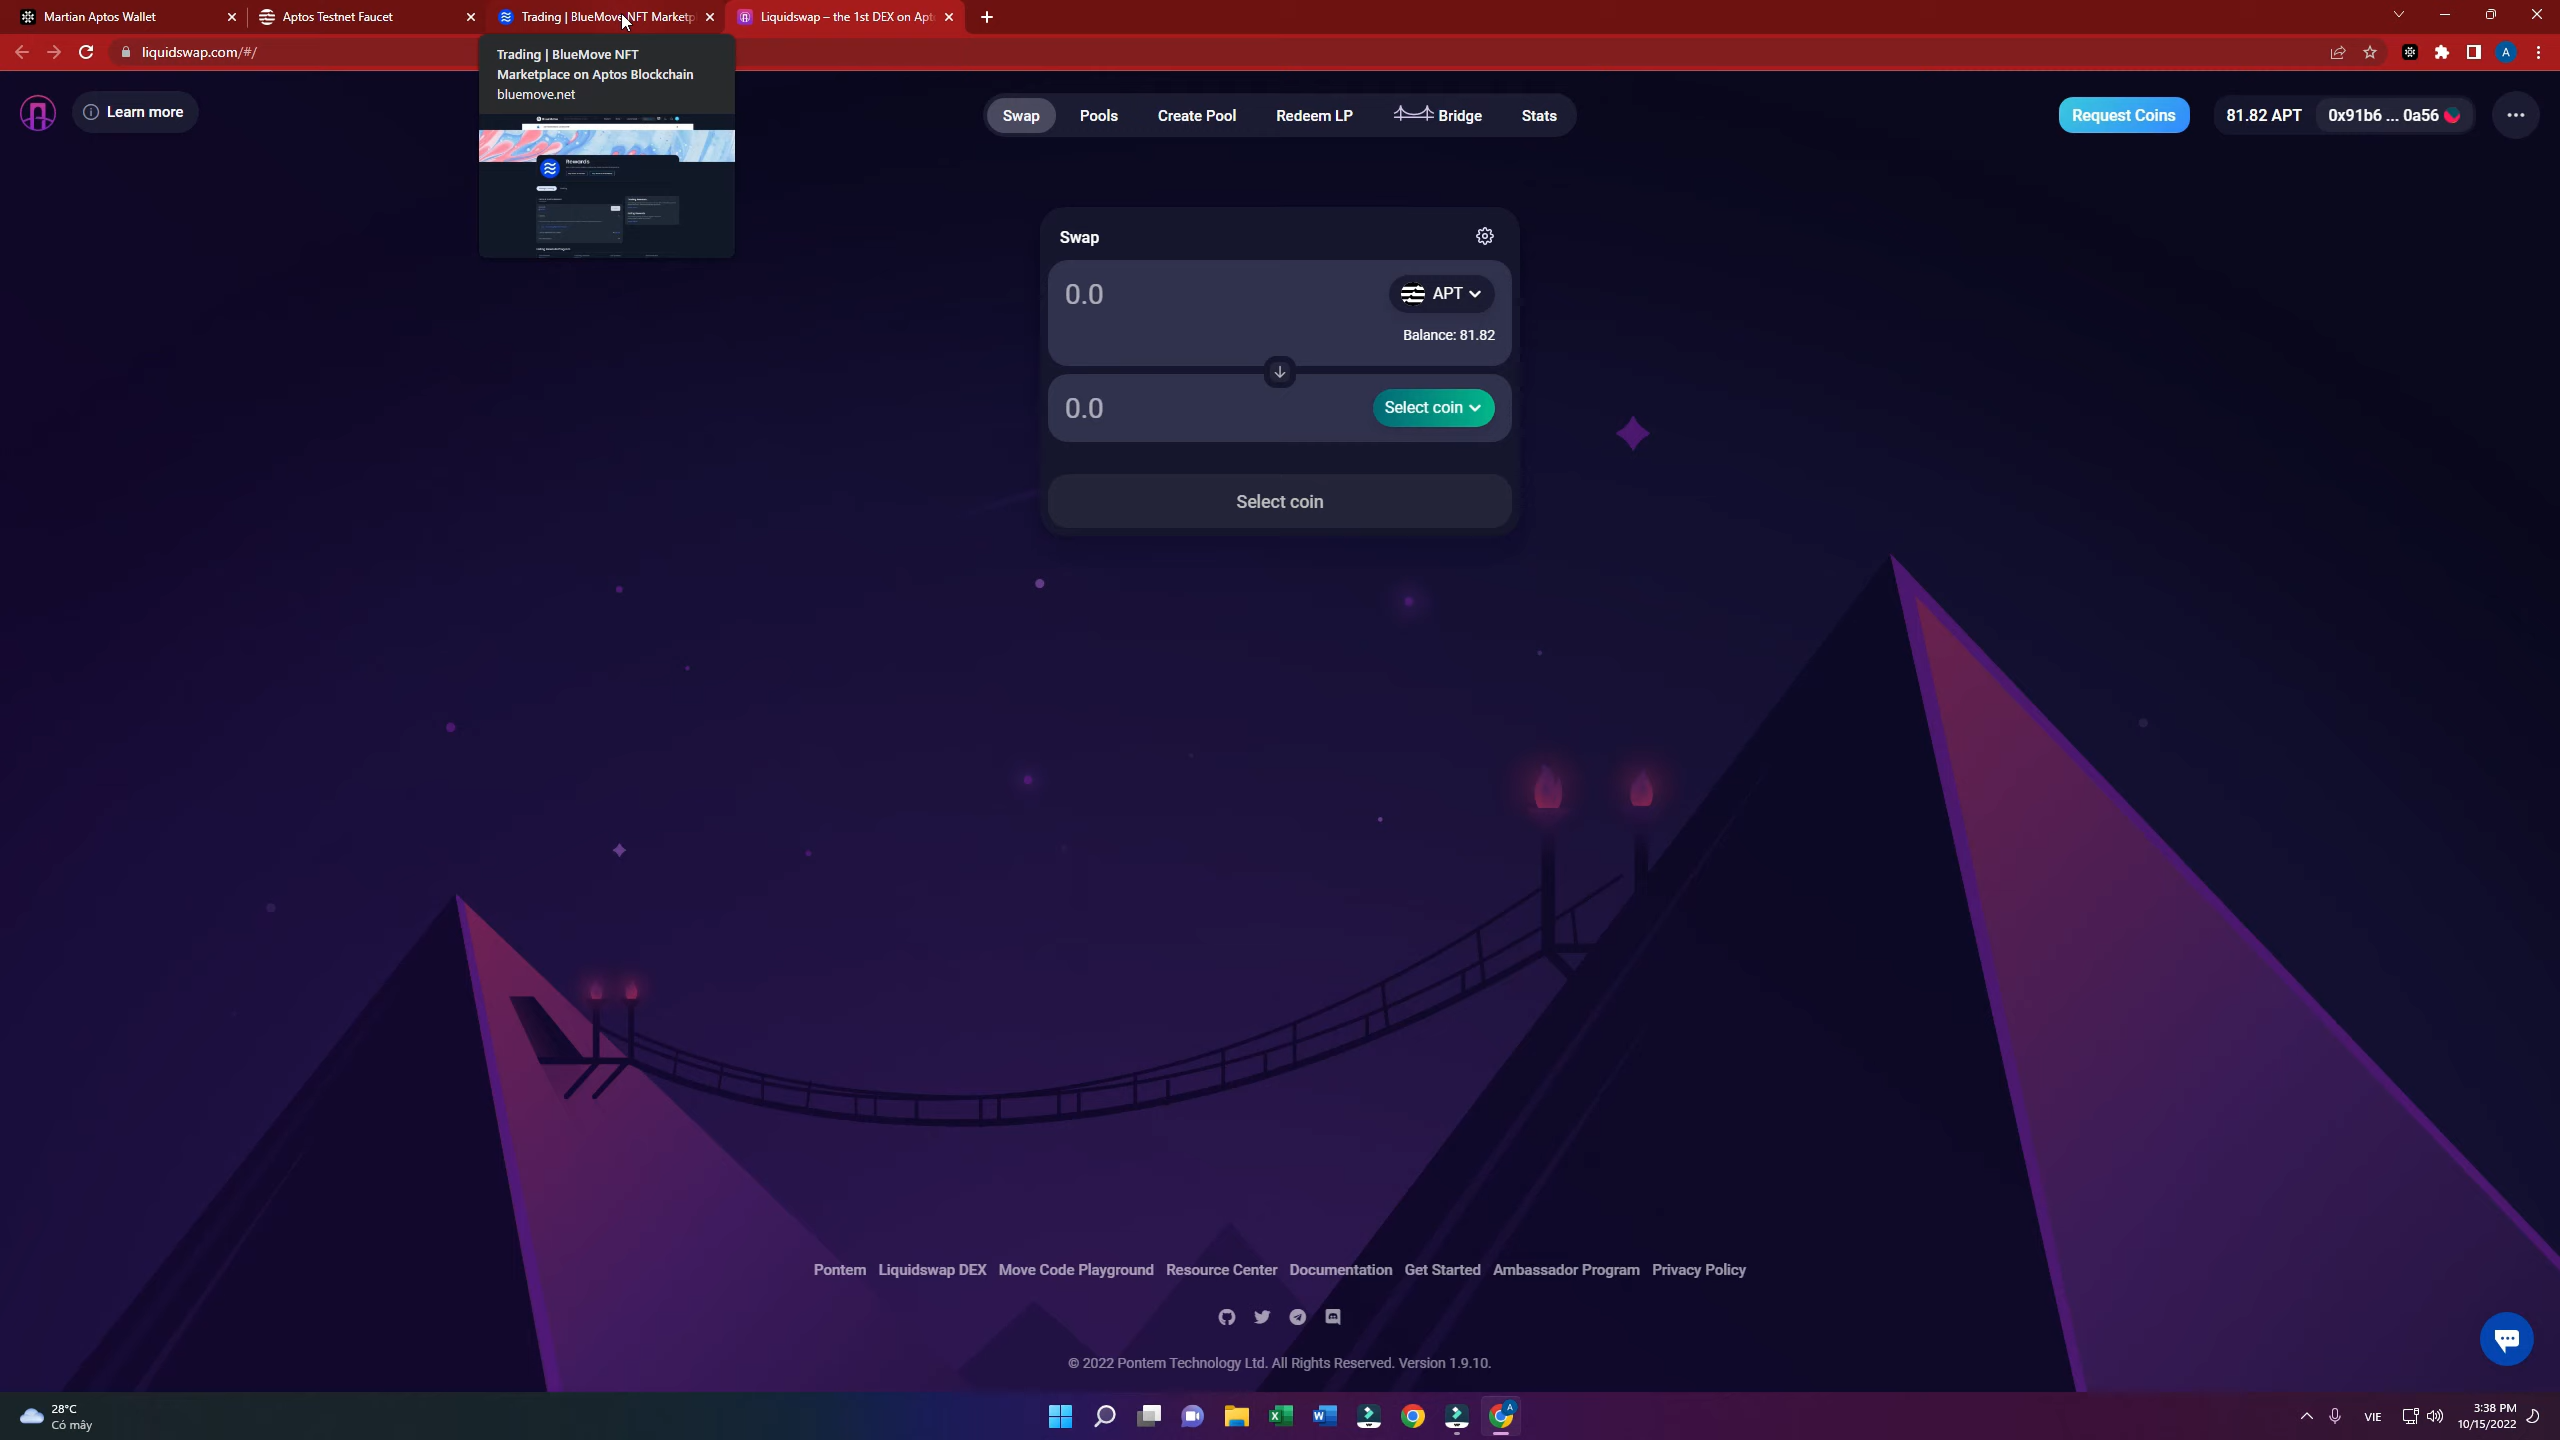 Martian Aptos Wallet
Aptos Testnet Faucet
Trading | BlueMove NFT Marketp
Liquidswap – the 1st DEX on Apt
liquidswap.com/#/
A
Trading | BlueMove NFT
Marketplace on Aptos Blockchain
bluemove.net
Rewards
Learn more
Swap
Pools
Create Pool
Redeem LP
Bridge
Stats
Request Coins
81.82 APT
0x91b6 ... 0a56
Swap
0.0
APT
Balance: 81.82
0.0
Select coin
Select coin
Pontem Liquidswap DEX Move Code Playground Resource Center Documentation Get Started Ambassador Program Privacy Policy
© 2022 Pontem Technology Ltd. All Rights Reserved. Version 1.9.10.
28°C
Có mây
A
VIE
3:38 PM
10/15/2022